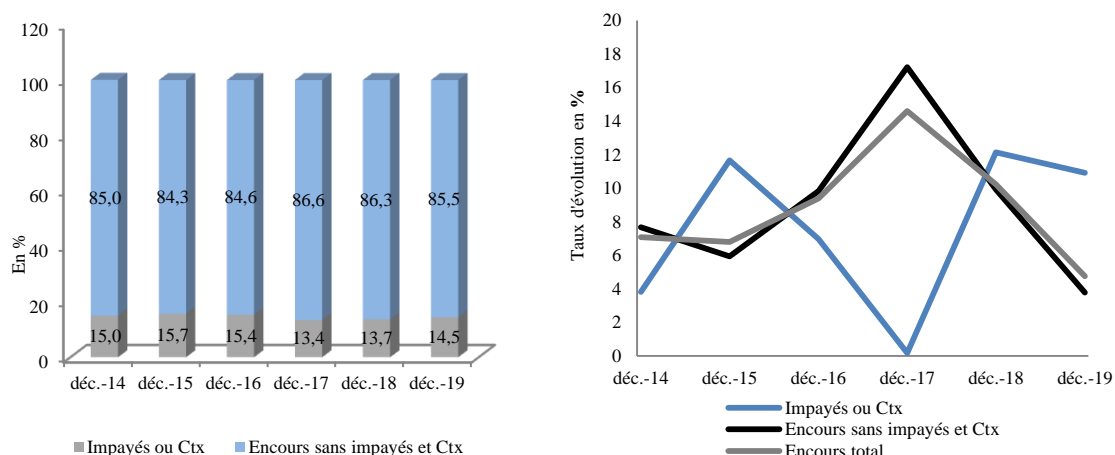 120
100
80
60
40
20
0
En %
85,0
84,3
84,6
86,6
86,3
85,5
15,0
15,7
15,4
13,4
13,7
14,5
déc.-14
déc.-15
déc.-16
déc.-17
déc.-18
déc.-19
Impayés ou Ctx
Encours sans impayés et Ctx
20
18
16
14
12
10
8
6
4
2
0
Taux d'évolution en %
déc.-14
déc.-15
déc.-16
déc.-17
déc.-18
déc.-19
Impayés ou Ctx
Encours sans impayés et Ctx
Encours total